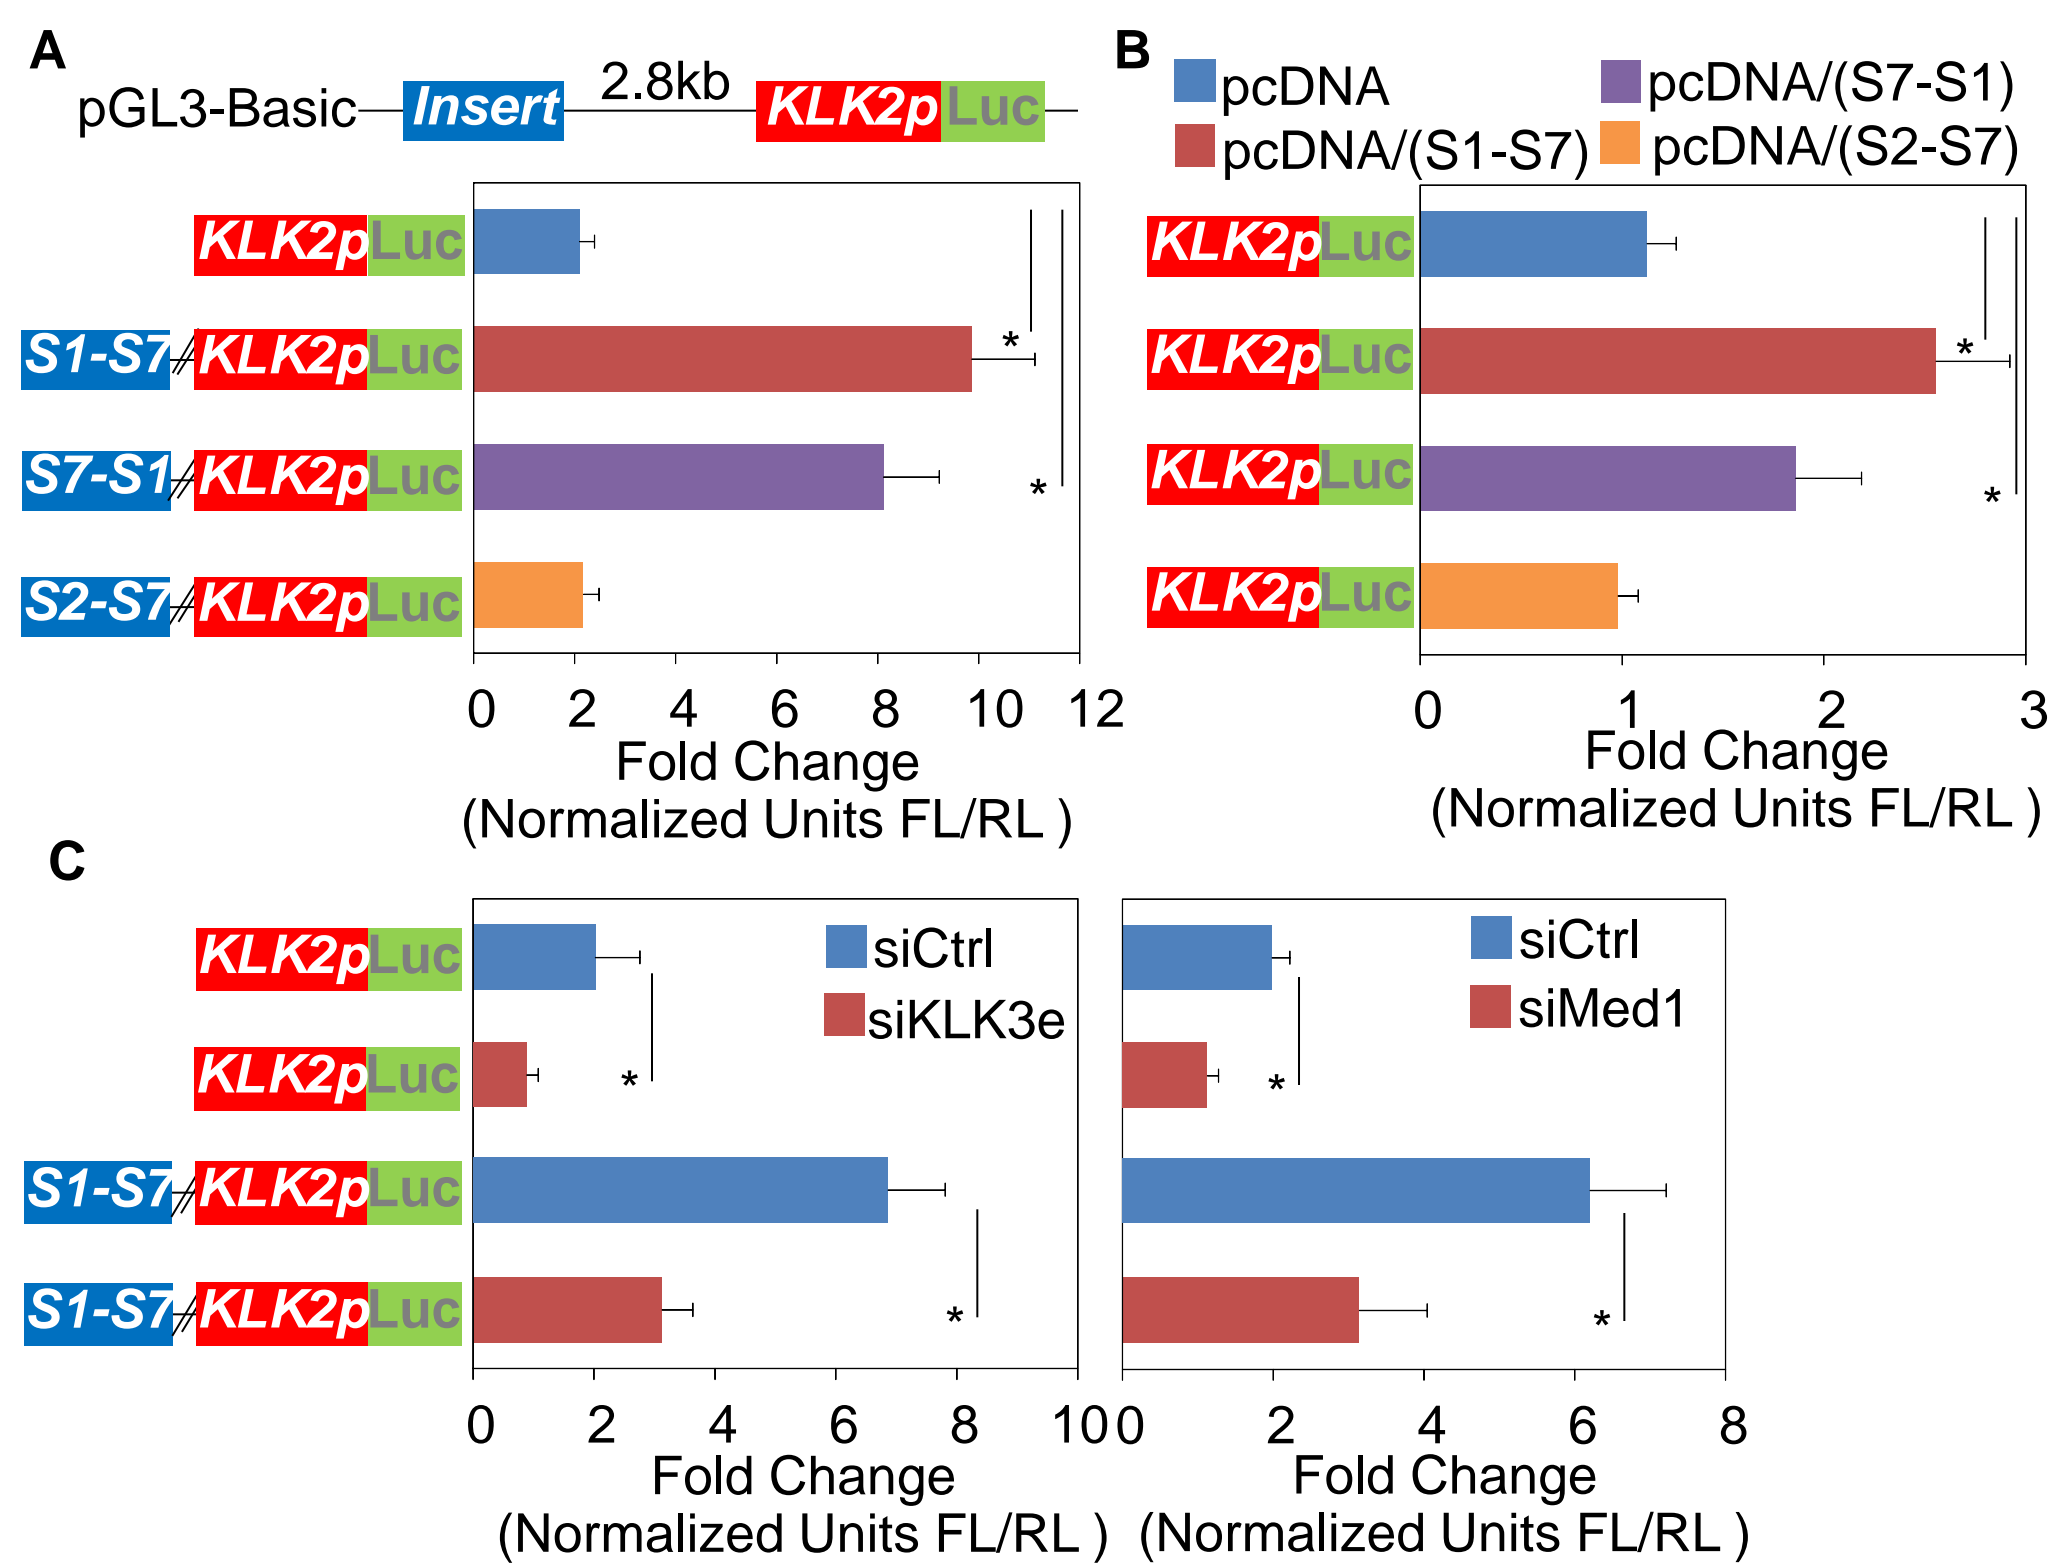 A
pGL3-Basic Insert 2.8kb KLK2p Luc
KLK2p Luc
S1-S7 KLK2p Luc
S7-S1 KLK2p Luc
S2-S7 KLK2p Luc
0 2 4 6 8 10 12
Fold Change
(Normalized Units FL/RL )
*
*
B
pcDNA pcDNA/(S7-S1)
pcDNA/(S1-S7) pcDNA/(S2-S7)
KLK2p Luc
KLK2p Luc
KLK2p Luc
KLK2p Luc
*
*
0 1 2 3
Fold Change
(Normalized Units FL/RL )
C
KLK2p Luc
KLK2p Luc
S1-S7 KLK2p Luc
S1-S7 KLK2p Luc
siCtrl
siKLK3e
*
*
0 2 4 6 8 10
Fold Change
(Normalized Units FL/RL )
siCtrl
siMed1
*
*
0 2 4 6 8
Fold Change
(Normalized Units FL/RL )